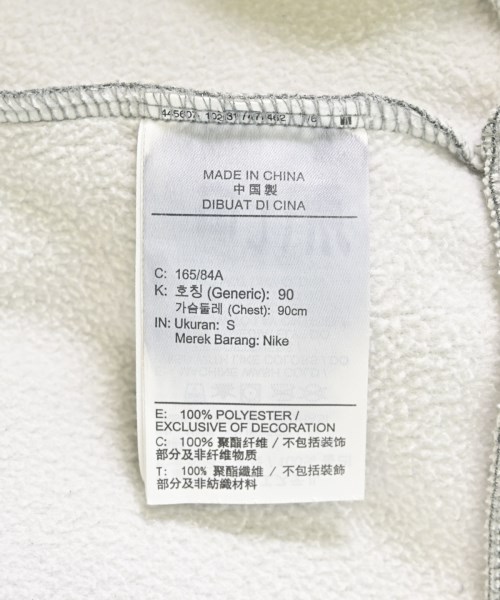 MADE IN CHINA
中国製
DIBUAT DI CINA
C: 165/84A
K: 호칭 (Generic): 90
가슴둘레 (Chest): 90cm
IN: Ukuran: S
Merek Barang: Nike
E: 100% POLYESTER /
EXCLUSIVE OF DECORATION
C: 100% 聚酯纤维 / 不包括装饰
部分及非纤维物质
T: 100% 聚酯纖維 / 不包括裝飾
部分及非紡織材料